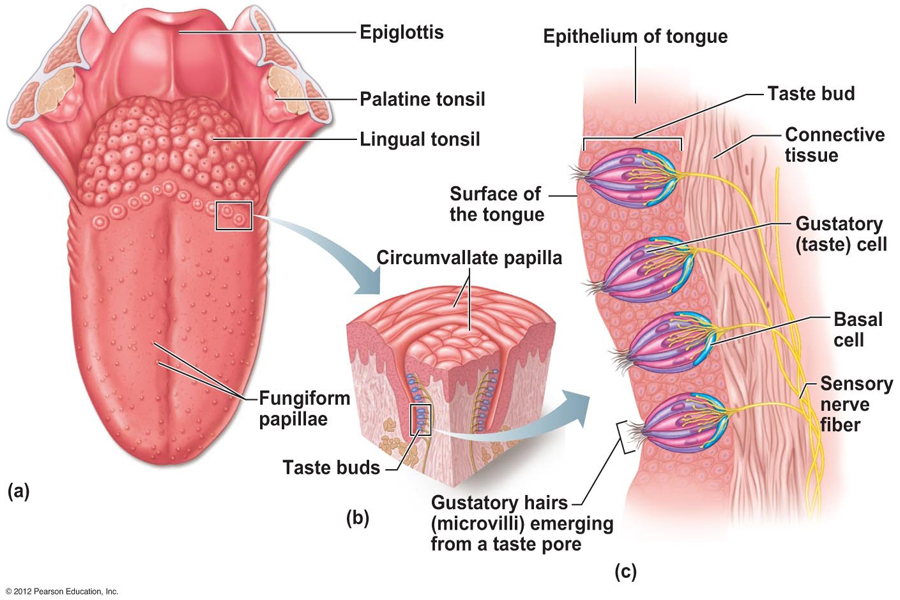 Epiglottis
Palatine tonsil
Lingual tonsil
Fungiform
papillae
(a)
Circumvallate papilla
Taste buds
(b)
Epithelium of tongue
Taste bud
Connective
tissue
Surface of
the tongue
Gustatory
(taste) cell
Basal
cell
Sensory
nerve
fiber
Gustatory hairs
(microvilli) emerging
from a taste pore
(c)
© 2012 Pearson Education, Inc.